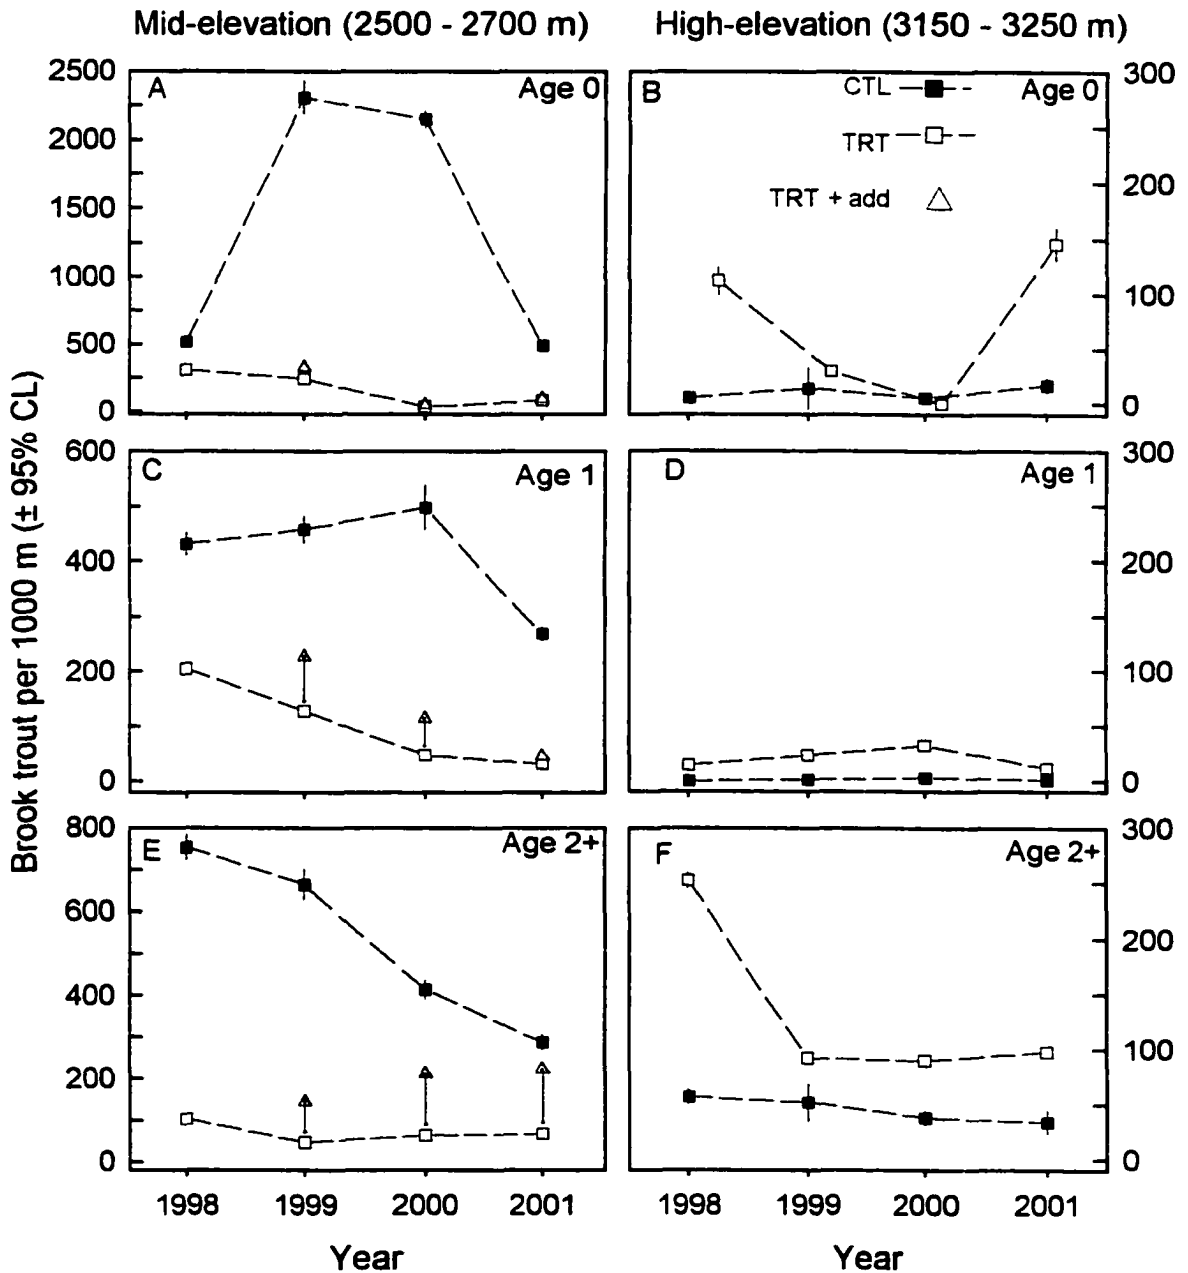 Mid-elevation (2500 - 2700 m)
High-elevation (3150 - 3250 m)
Brook trout per 1000 m (± 95% CL)
A
Age 0
2500
2000
1500
1000
500
0
B
CTL
Age 0
TRT
TRT + add
300
200
100
0
C
Age 1
600
400
200
0
D
Age 1
300
200
100
0
E
Age 2+
800
600
400
200
0
F
Age 2+
300
200
100
0
1998 1999 2000 2001
1998 1999 2000 2001
Year
Year